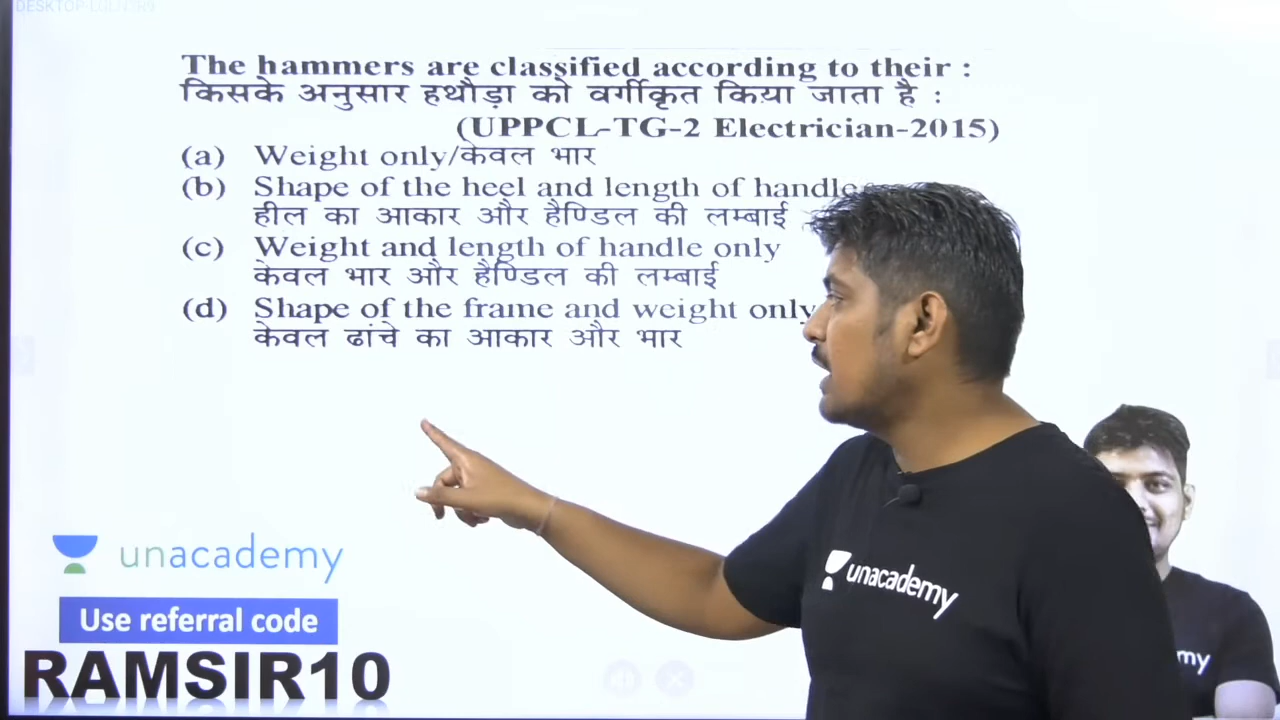 The hammers are classified according to their :
किसके अनुसार हथौड़ा को वर्गीकृत किया जाता है :
(UPPCL-TG-2 Electrician-2015)
(a) Weight only/केवल भार
(b) Shape of the heel and length of handle
हील का आकार और हैण्डिल की लम्बाई
(c) Weight and length of handle only
केवल भार और हैण्डिल की लम्बाई
(d) Shape of the frame and weight only
केवल ढांचे का आकार और भार
unacademy
Use referral code
RAMSIR10
unacademy
my